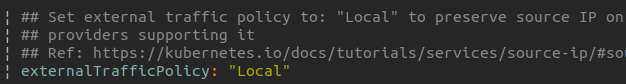 ## Set external traffic policy to: "Local" to preserve source IP on
## providers supporting it
## Ref: https://kubernetes.io/docs/tutorials/services/source-ip/#sou
externalTrafficPolicy: "Local"